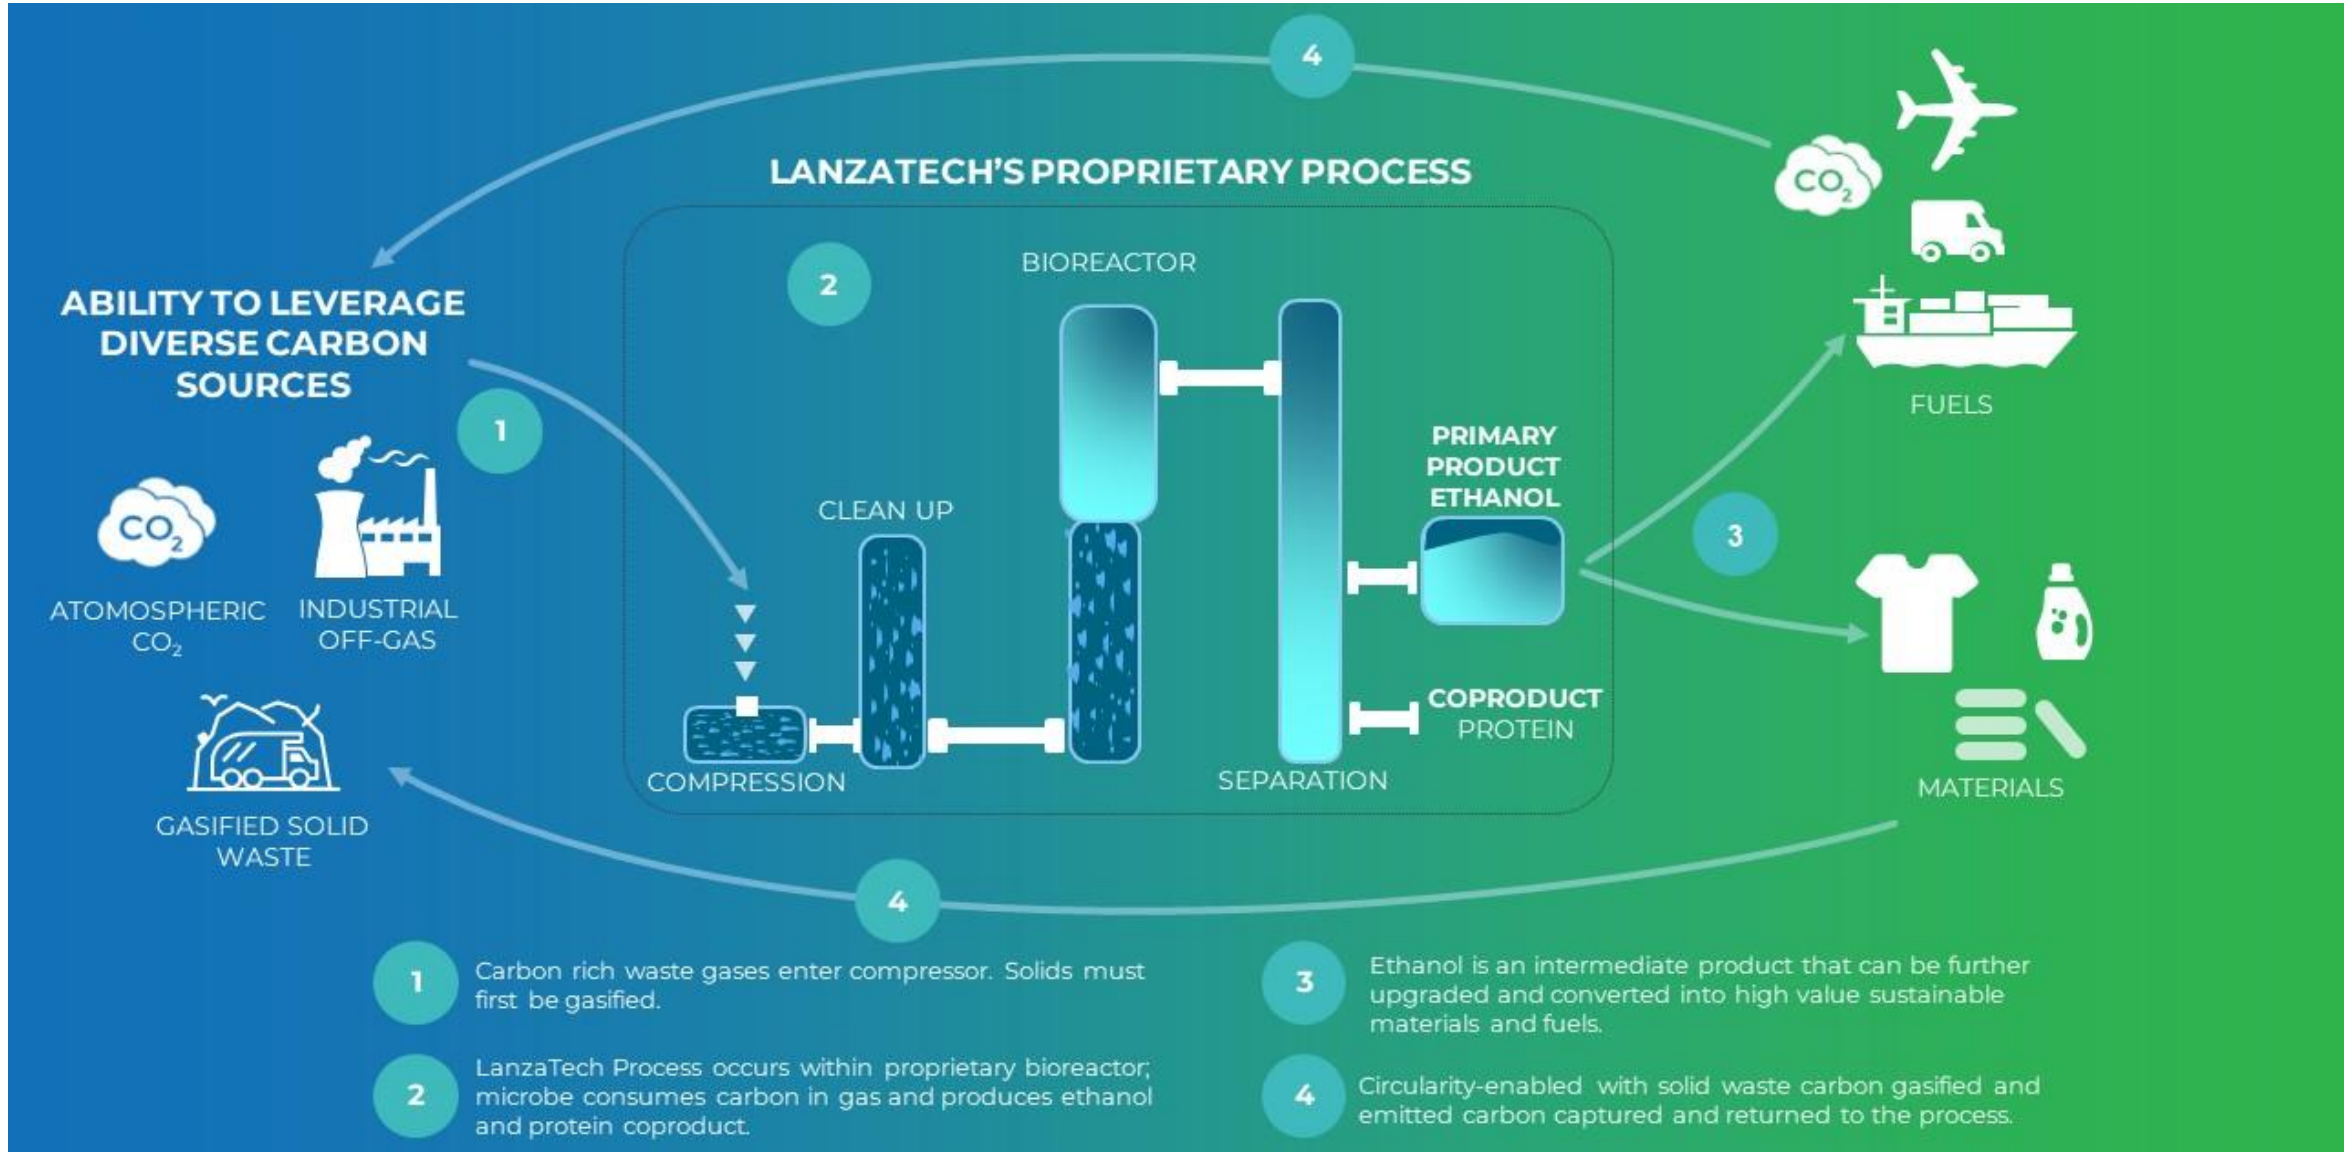 4
LANZATECH'S PROPRIETARY PROCESS
CO₂
2
BIOREACTOR
ABILITY TO LEVERAGE
DIVERSE CARBON
SOURCES
1
FUELS
PRIMARY
PRODUCT
ETHANOL
CLEAN UP
3
CO₂
ATOMOSPHERIC
CO₂
INDUSTRIAL
OFF-GAS
COPRODUCT
PROTEIN
COMPRESSION
SEPARATION
MATERIALS
GASIFIED SOLID
WASTE
4
1
Carbon rich waste gases enter compressor. Solids must
first be gasified.
2
LanzaTech Process occurs within proprietary bioreactor;
microbe consumes carbon in gas and produces ethanol
and protein coproduct.
3
Ethanol is an intermediate product that can be further
upgraded and converted into high value sustainable
materials and fuels.
4
Circularity-enabled with solid waste carbon gasified and
emitted carbon captured and returned to the process.